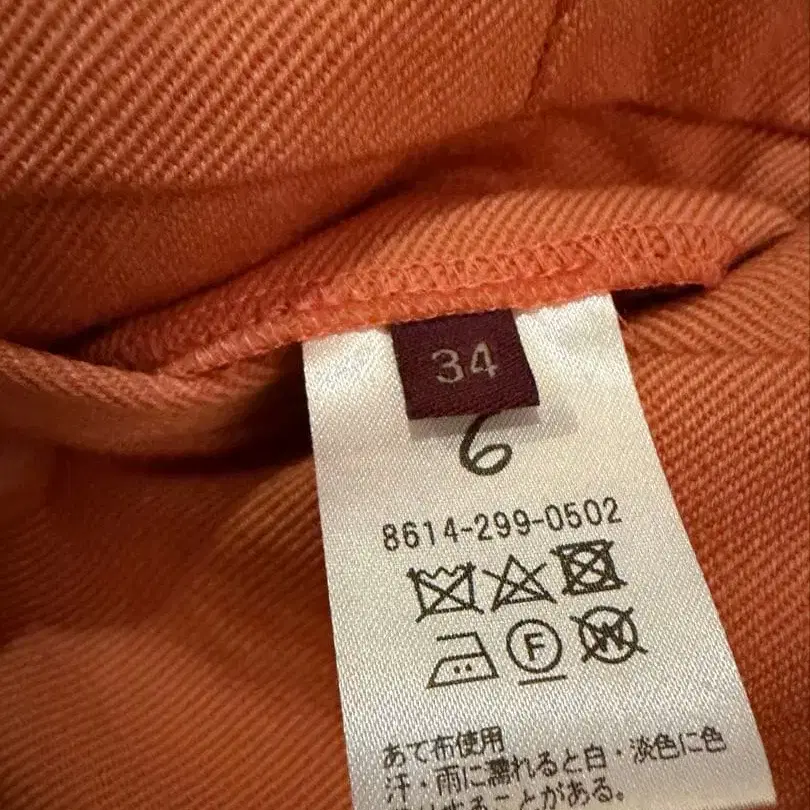 34
6
8614-299-0502
F
W
あて布使用
汗・雨に濡れると白・淡色に色
することがある。